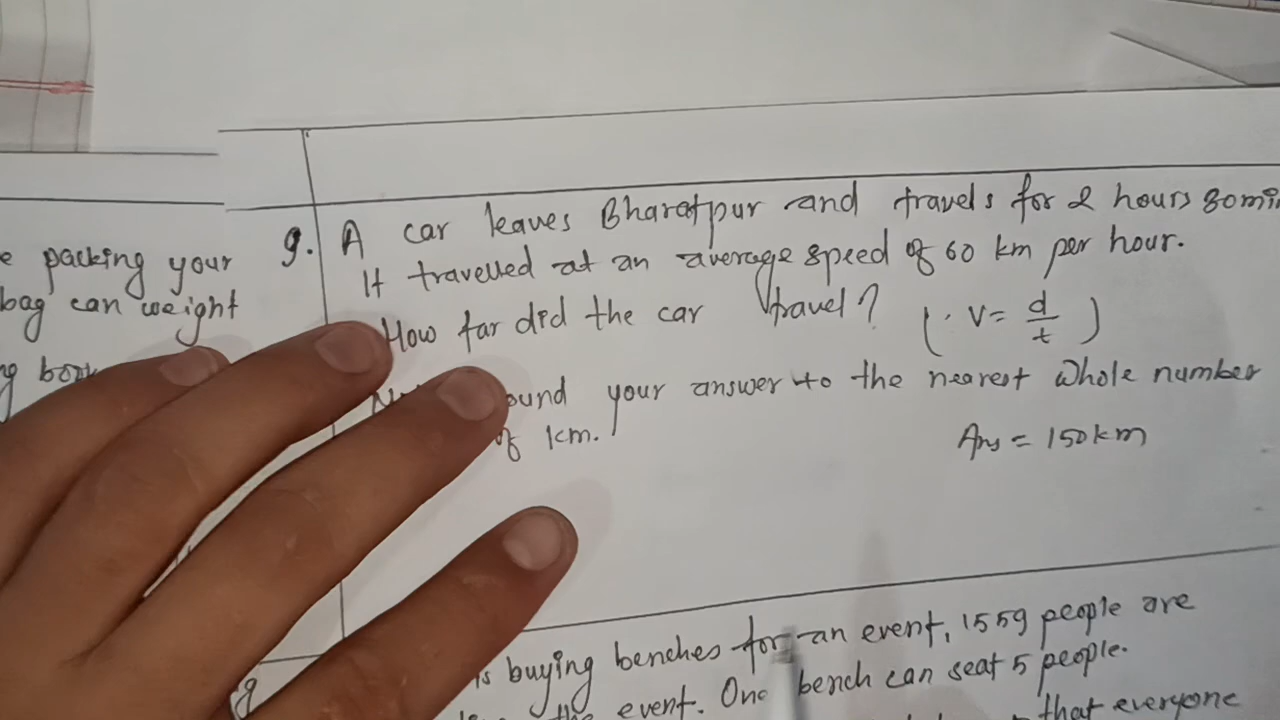 e packing your
bag can weight
g. A car leaves Bharatpur and travels for 2 hours 30min
It travelled at an average speed of 60 km per hour.
How far did the car travel? ( V = d/t )
your answer to the nearest whole number
of km.
Ans = 150km
is buying benches for an event, 1559 people are
event. One bench can seat 5 people.
that everyone